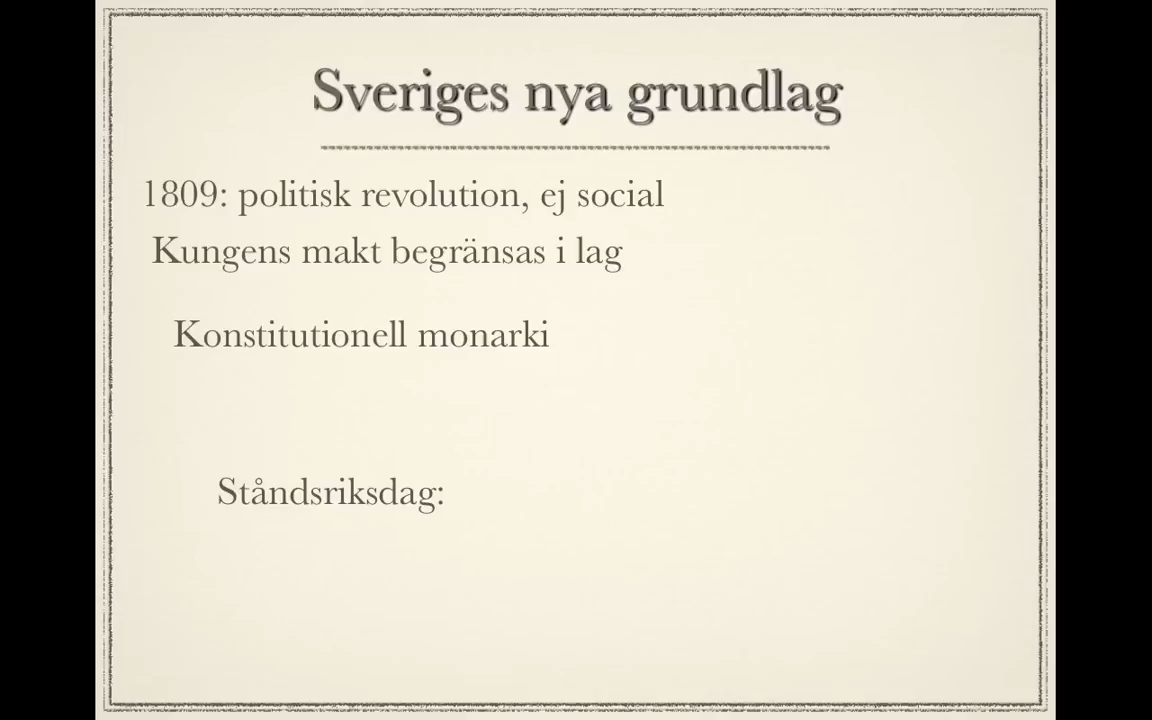 Sveriges nya grundlag
1809: politisk revolution, ej social
Kungens makt begränsas i lag
Konstitutionell monarki
Ståndsriksdag: